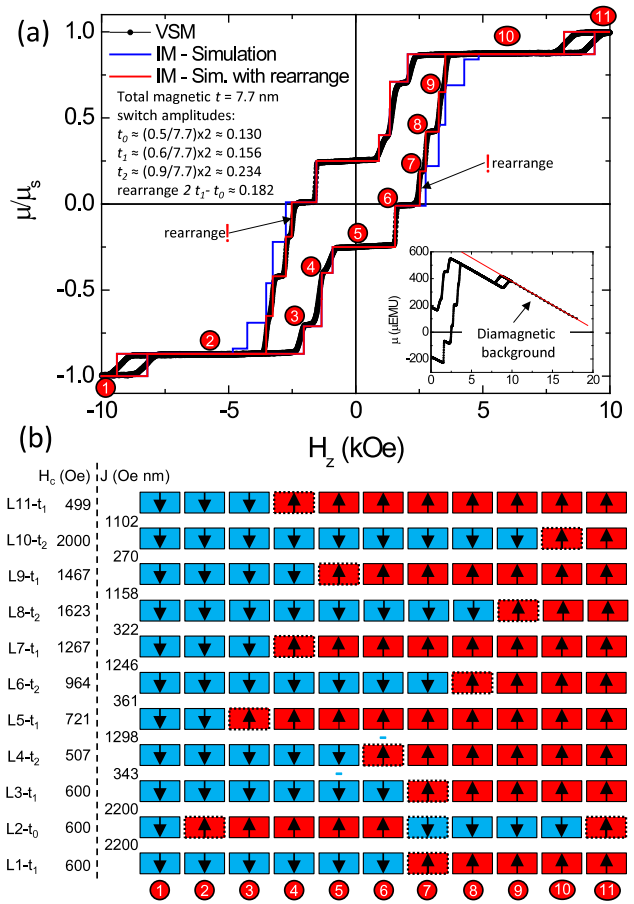 (a)
VSM
IM - Simulation
IM - Sim. with rearrange
Total magnetic t = 7.7 nm
switch amplitudes:
t₀ ≈ (0.5/7.7)x2 ≈ 0.130
t₁ ≈ (0.6/7.7)x2 ≈ 0.156
t₂ ≈ (0.9/7.7)x2 ≈ 0.234
rearrange 2 t₁- t₀ ≈ 0.182
11
10
9
8
7
6
5
4
3
2
1
! rearrange
rearrange !
1.0
0.5
0.0
-0.5
-1.0
μ/μₛ
-10
-5
0
5
10
H_z (kOe)
600
400
200
0
-200
-400
μ (μEMU)
Diamagnetic
background
0 5 10 15 20
(b)
H_c (Oe) J (Oe nm)
L11-t₁ 499
1102
L10-t₂ 2000
270
L9-t₁ 1467
1158
L8-t₂ 1623
322
L7-t₁ 1267
1246
L6-t₂ 964
361
L5-t₁ 721
1298
L4-t₂ 507
343
L3-t₁ 600
2200
L2-t₀ 600
2200
L1-t₁ 600
1 2 3 4 5 6 7 8 9 10 11